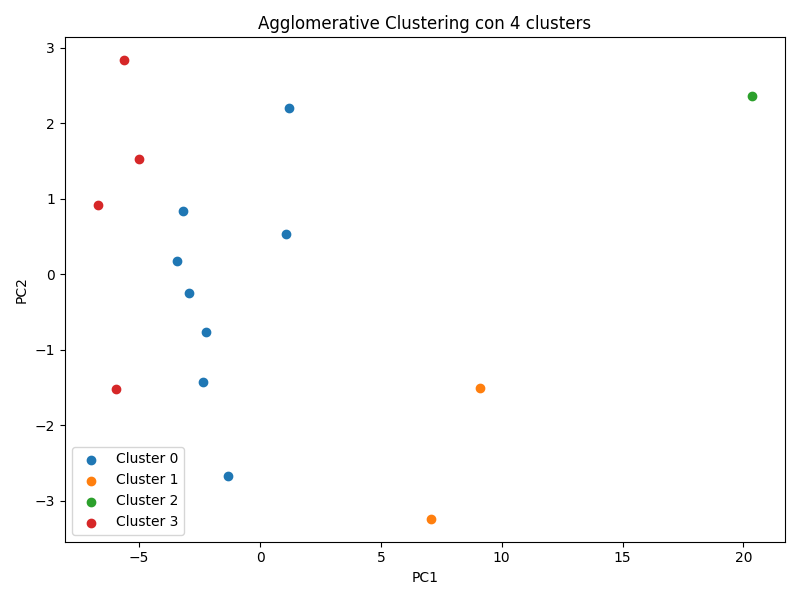 Agglomerative Clustering con 4 clusters
3
2
1
0
−1
−2
−3
PC2
Cluster 0
Cluster 1
Cluster 2
Cluster 3
−5 0 5 10 15 20
PC1